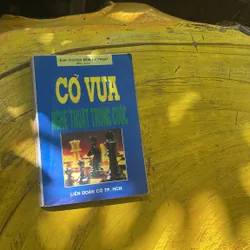 CỜ VUA
NGHỆ THUẬT TRUNG CUỘC
LIÊN ĐOÀN CỜ TP. HCM